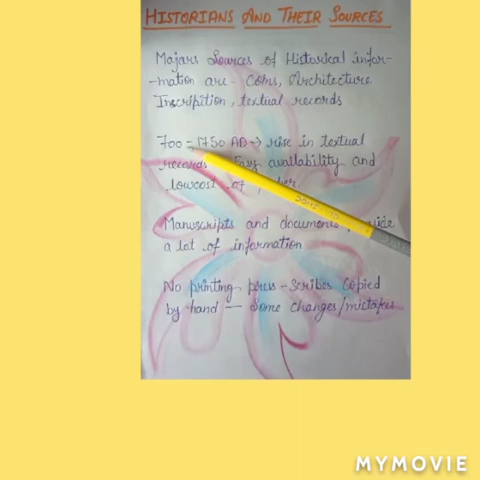 HISTORIANS AND THEIR SOURCES
Majars Sources of Historical infor-
-mation are - Coins, Architecture
Inscription, textual records
700 - 1750 AD → rise in textual
records Easy availability and
lowcost of
Manuscripts and documents
a lot of information
No printing press - Scribes Copied
by hand — Some changes/mistakes
MYMOVIE